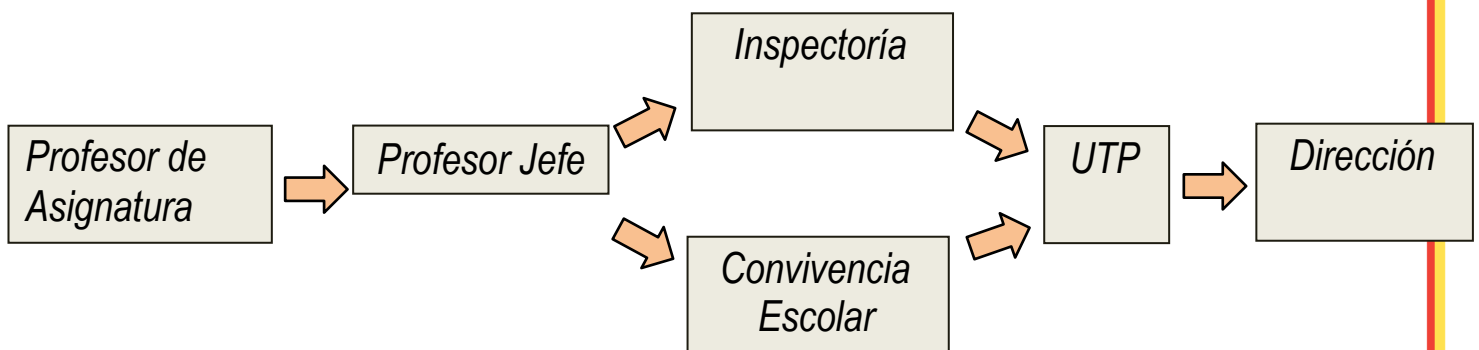 Profesor de
Asignatura
Profesor Jefe
Inspectoría
Convivencia
Escolar
UTP
Dirección